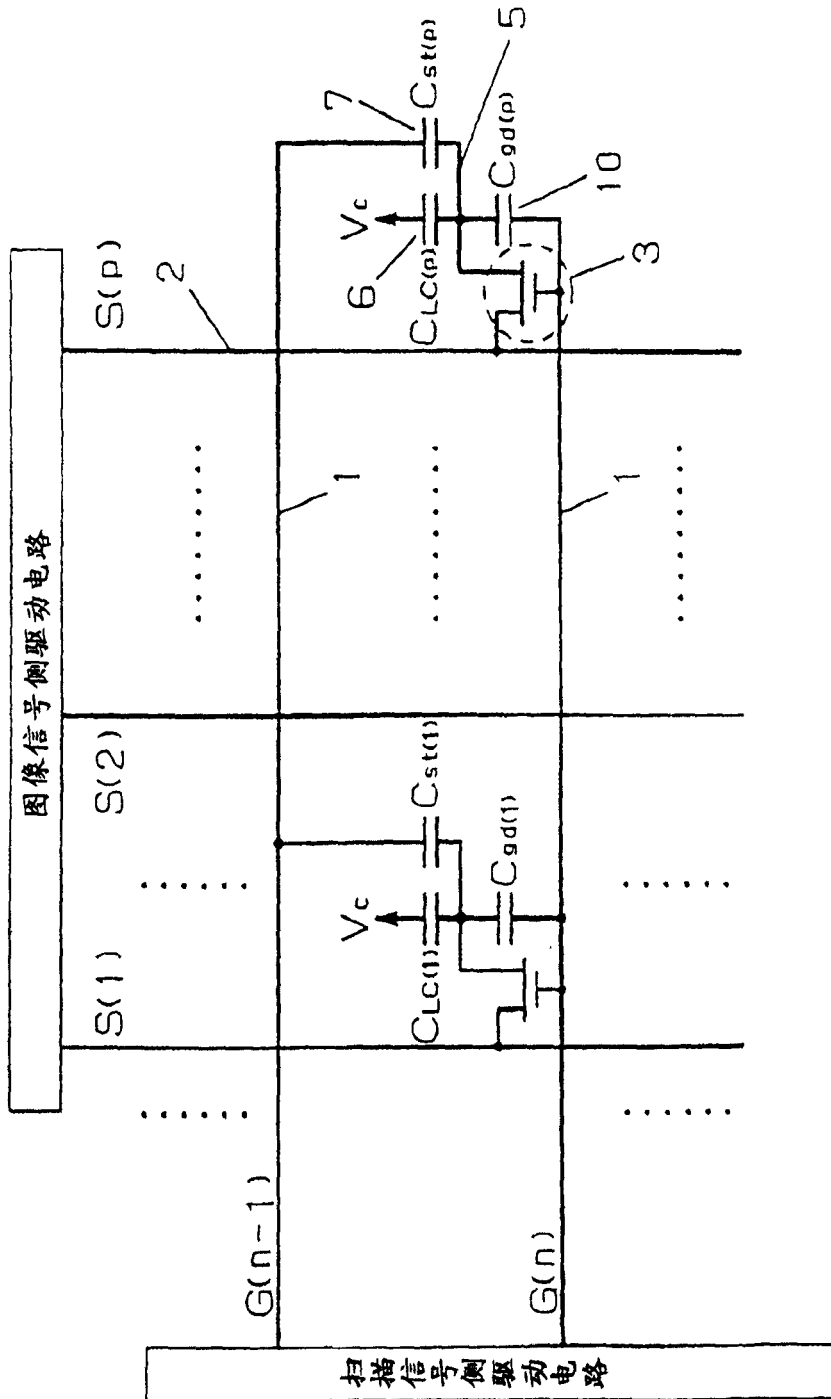 图像信号侧驱动电路
S(1)
S(2)
S(p)
G(n-1)
1
2
Vc
CLC(1)
Cst(1)
Cgd(1)
Vc
6
CLC(p)
7
Cst(p)
5
Cgd(p)
10
3
G(n)
1
扫描信号侧驱动电路